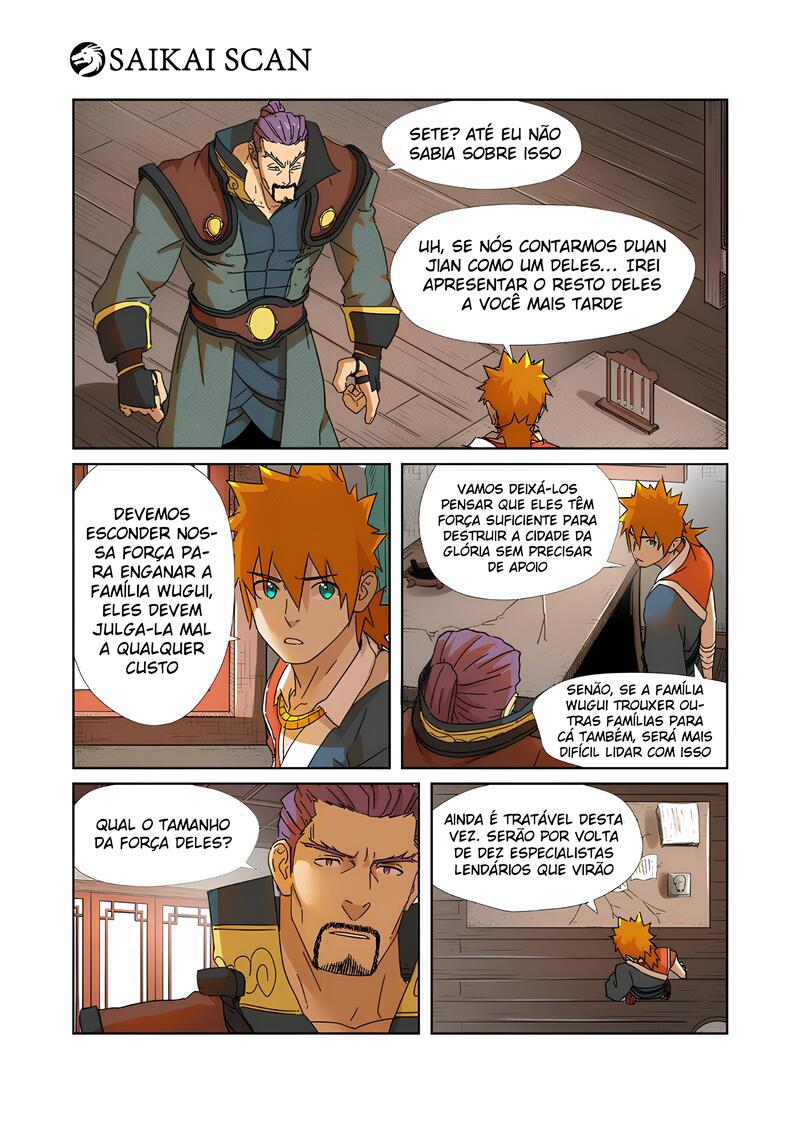 SAIKAI SCAN
SETE? ATÉ EU NÃO
SABIA SOBRE ISSO
UH, SE NÓS CONTARMOS DUAN
JIAN COMO UM DELES... IREI
APRESENTAR O RESTO DELES
A VOCÊ MAIS TARDE
DEVEMOS
ESCONDER NOS-
SA FORÇA PA-
RA ENGANAR A
FAMÍLIA WUGUI,
ELES DEVEM
JULGA-LA MAL
A QUALQUER
CUSTO
VAMOS DEIXÁ-LOS
PENSAR QUE ELES TÊM
FORÇA SUFICIENTE PARA
DESTRUIR A CIDADE DA
GLÓRIA SEM PRECISAR
DE APOIO
SENÃO, SE A FAMÍLIA
WUGUI TROUXER OU-
TRAS FAMÍLIAS PARA
CÁ TAMBÉM, SERÁ MAIS
DIFÍCIL LIDAR COM ISSO
QUAL O TAMANHO
DA FORÇA DELES?
AINDA É TRATÁVEL DESTA
VEZ. SERÃO POR VOLTA
DE DEZ ESPECIALISTAS
LENDÁRIOS QUE VIRÃO